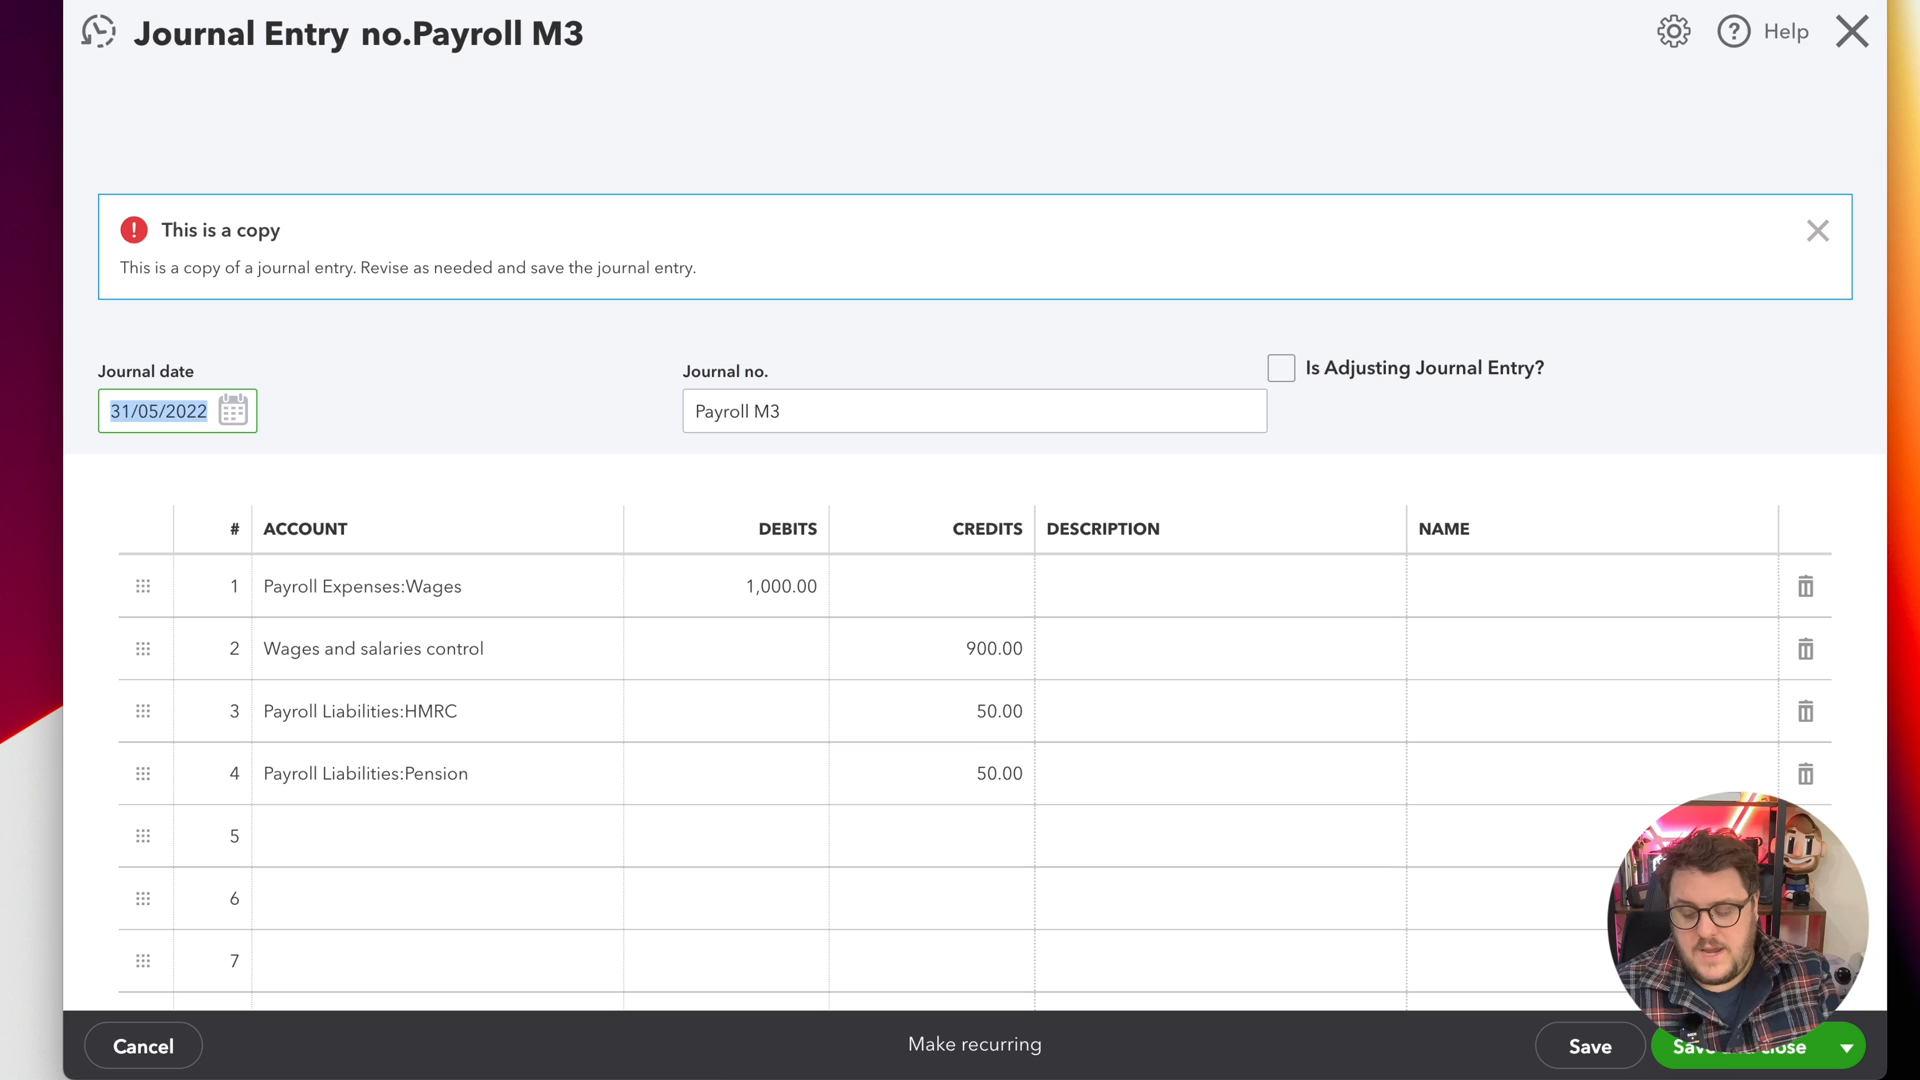 Journal Entry no.Payroll M3
Help
This is a copy
This is a copy of a journal entry. Revise as needed and save the journal entry.
Journal date
Journal no.
Is Adjusting Journal Entry?
31/05/2022
Payroll M3
# ACCOUNT DEBITS CREDITS DESCRIPTION NAME
1 Payroll Expenses:Wages 1,000.00
2 Wages and salaries control 900.00
3 Payroll Liabilities:HMRC 50.00
4 Payroll Liabilities:Pension 50.00
5
6
7
Cancel
Make recurring
Save